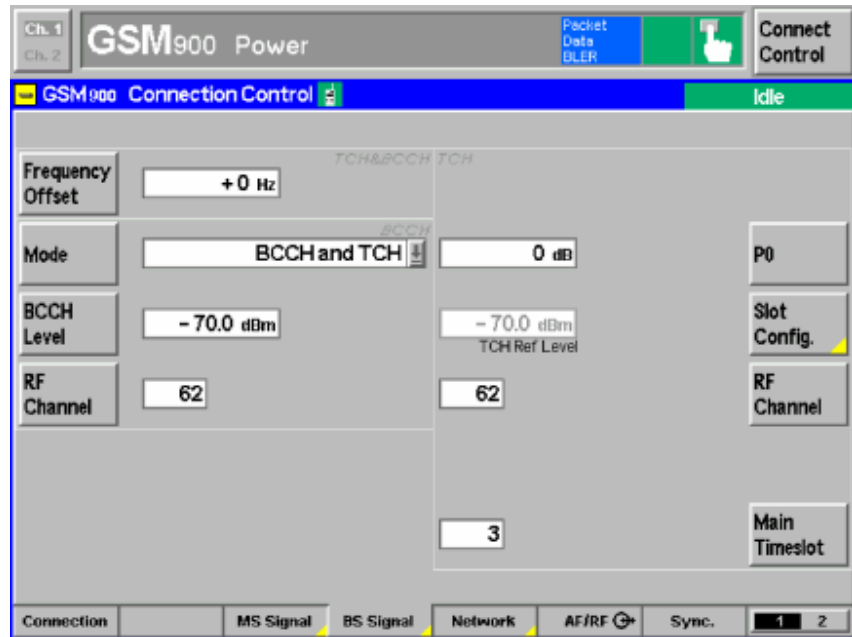 Ch. 1
Ch. 2
GSM900 Power
Packet
Data
BLER
Connect
Control
GSM900 Connection Control
Idle
TCH&BCCH
TCH
Frequency
Offset
+0 Hz
BCCH
Mode
BCCH and TCH
0 dB
P0
BCCH
Level
-70.0 dBm
-70.0 dBm
TCH Ref Level
Slot
Config.
RF
Channel
62
62
RF
Channel
3
Main
Timeslot
Connection
MS Signal
BS Signal
Network
AF/RF
Sync.
1 2